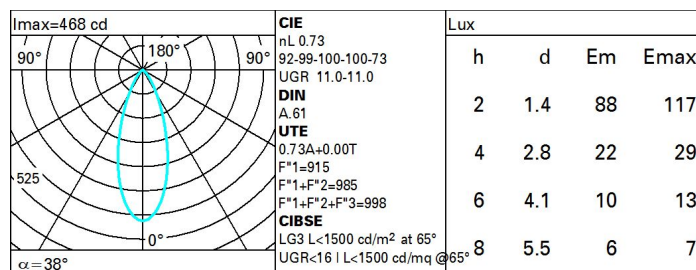 Imax=468 cd
90°
180°
90°
525
0°
α=38°
CIE
nL 0.73
92-99-100-100-73
UGR 11.0-11.0
DIN
A.61
UTE
0.73A+0.00T
F"1=915
F"1+F"2=985
F"1+F"2+F"3=998
CIBSE
LG3 L<1500 cd/m² at 65°
UGR<16 | L<1500 cd/mq @65°
Lux
h d Em Emax
2 1.4 88 117
4 2.8 22 29
6 4.1 10 13
8 5.5 6 7